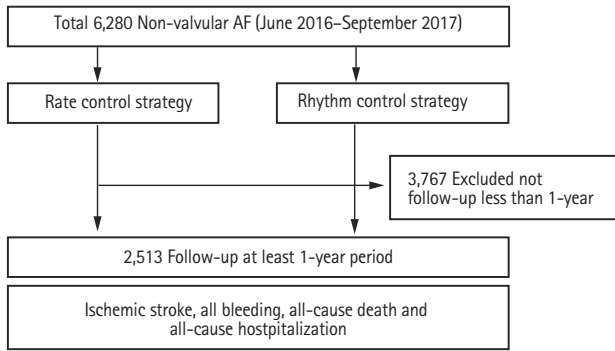 Total 6,280 Non-valvular AF (June 2016–September 2017)
Rate control strategy
Rhythm control strategy
3,767 Excluded not
follow-up less than 1-year
2,513 Follow-up at least 1-year period
Ischemic stroke, all bleeding, all-cause death and
all-cause hostpitalization